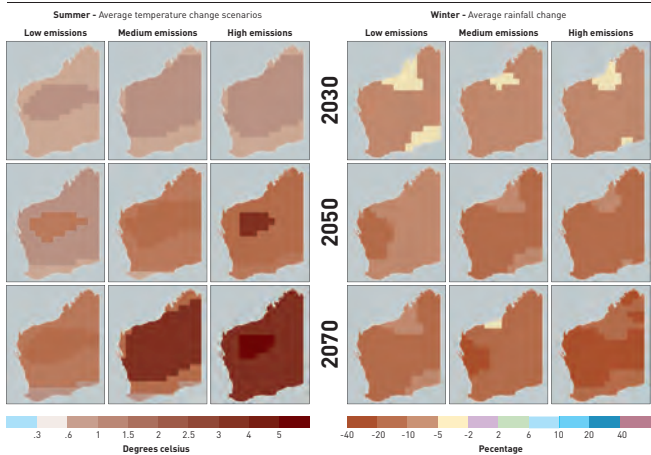 Summer - Average temperature change scenarios
Low emissions Medium emissions High emissions
Winter - Average rainfall change
Low emissions Medium emissions High emissions
2030
2050
2070
.3 .6 1 1.5 2 2.5 3 4 5
Degrees celsius
-40 -20 -10 -5 -2 2 6 10 20 40
Pecentage